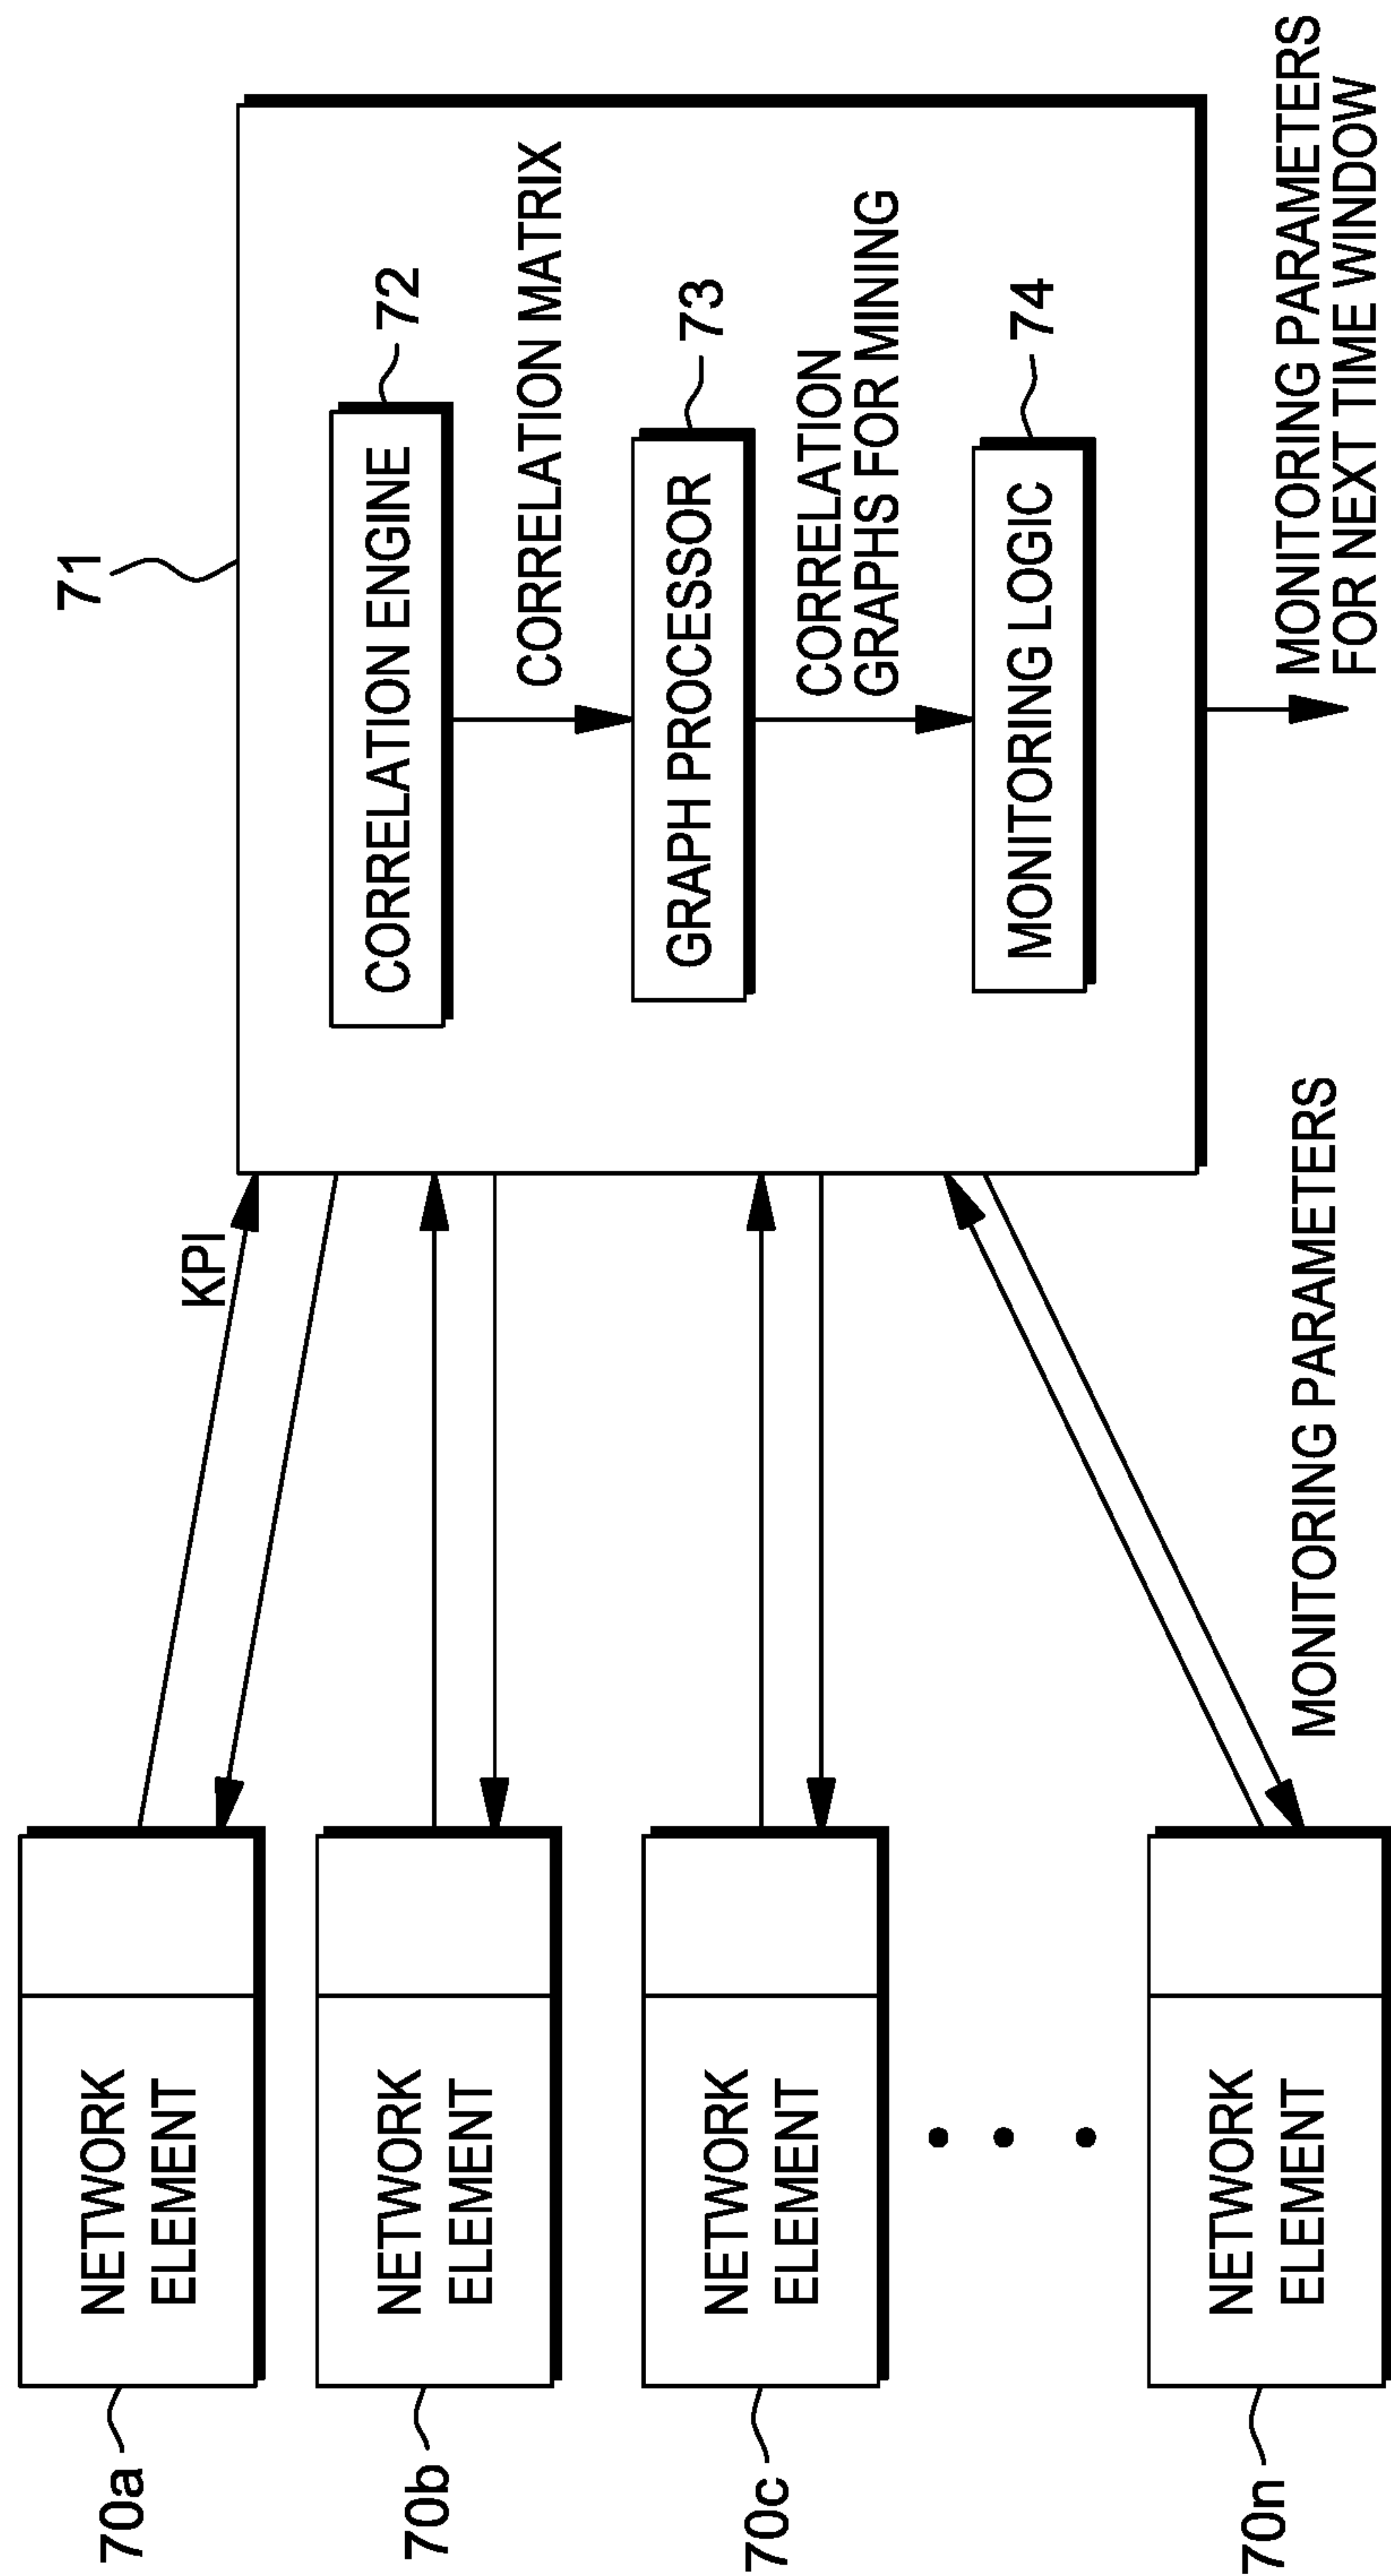 70a
NETWORK
ELEMENT
70b
NETWORK
ELEMENT
70c
NETWORK
ELEMENT
70n
NETWORK
ELEMENT
KPI
MONITORING PARAMETERS
71
CORRELATION ENGINE
72
CORRELATION MATRIX
GRAPH PROCESSOR
73
CORRELATION
GRAPHS FOR MINING
MONITORING LOGIC
74
MONITORING PARAMETERS
FOR NEXT TIME WINDOW